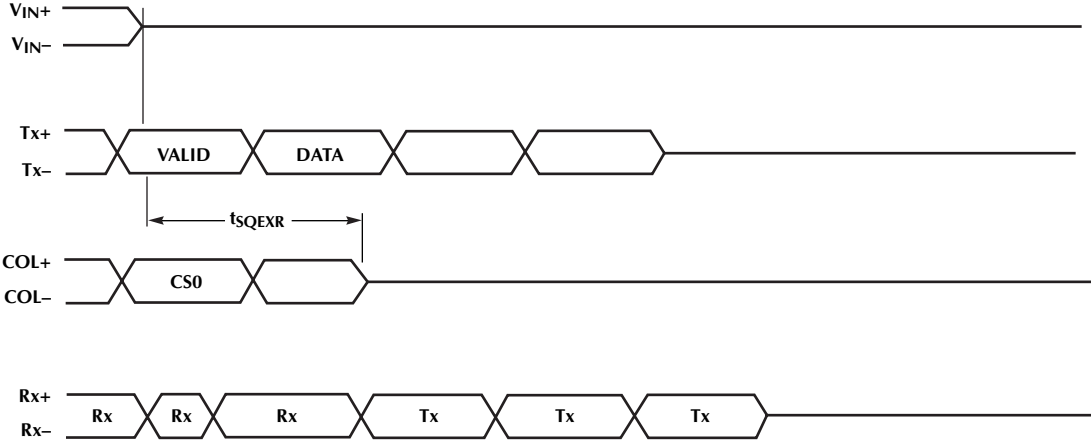 VIN+
VIN–
Tx+
Tx–
VALID DATA
tSQEXR
COL+
COL–
CS0
Rx+
Rx–
Rx Rx Rx Tx Tx Tx